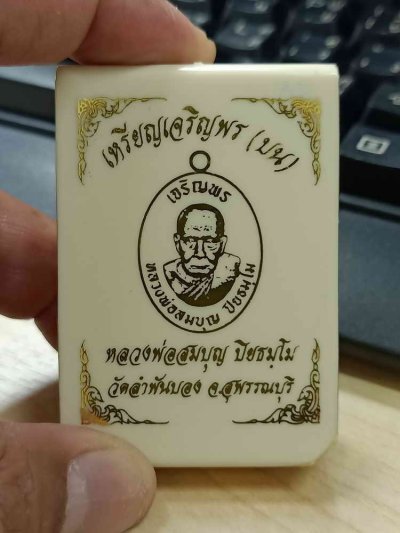 เหรียญเจริญพร (บน)
เจริญพร
หลวงพ่อสมบุญ ปิยธมฺโม
หลวงพ่อสมบุญ ปิยธมฺโม
วัดลำพันบอง จ.สุพรรณบุรี